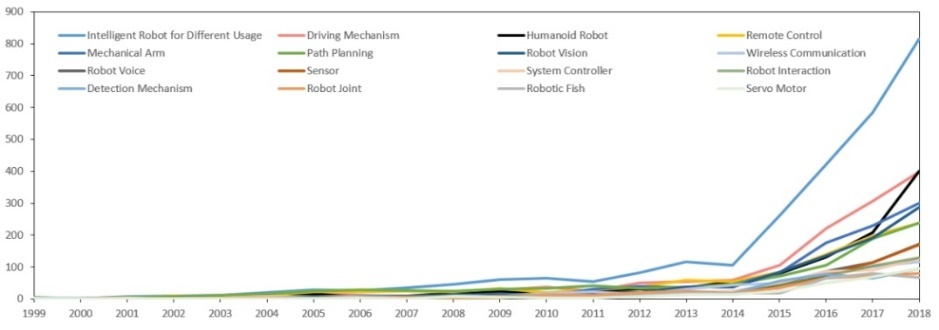 900
800
700
600
500
400
300
200
100
0
Intelligent Robot for Different Usage Driving Mechanism Humanoid Robot Remote Control
Mechanical Arm Path Planning Robot Vision Wireless Communication
Robot Voice Sensor System Controller Robot Interaction
Detection Mechanism Robot Joint Robotic Fish Servo Motor
1999 2000 2001 2002 2003 2004 2005 2006 2007 2008 2009 2010 2011 2012 2013 2014 2015 2016 2017 2018